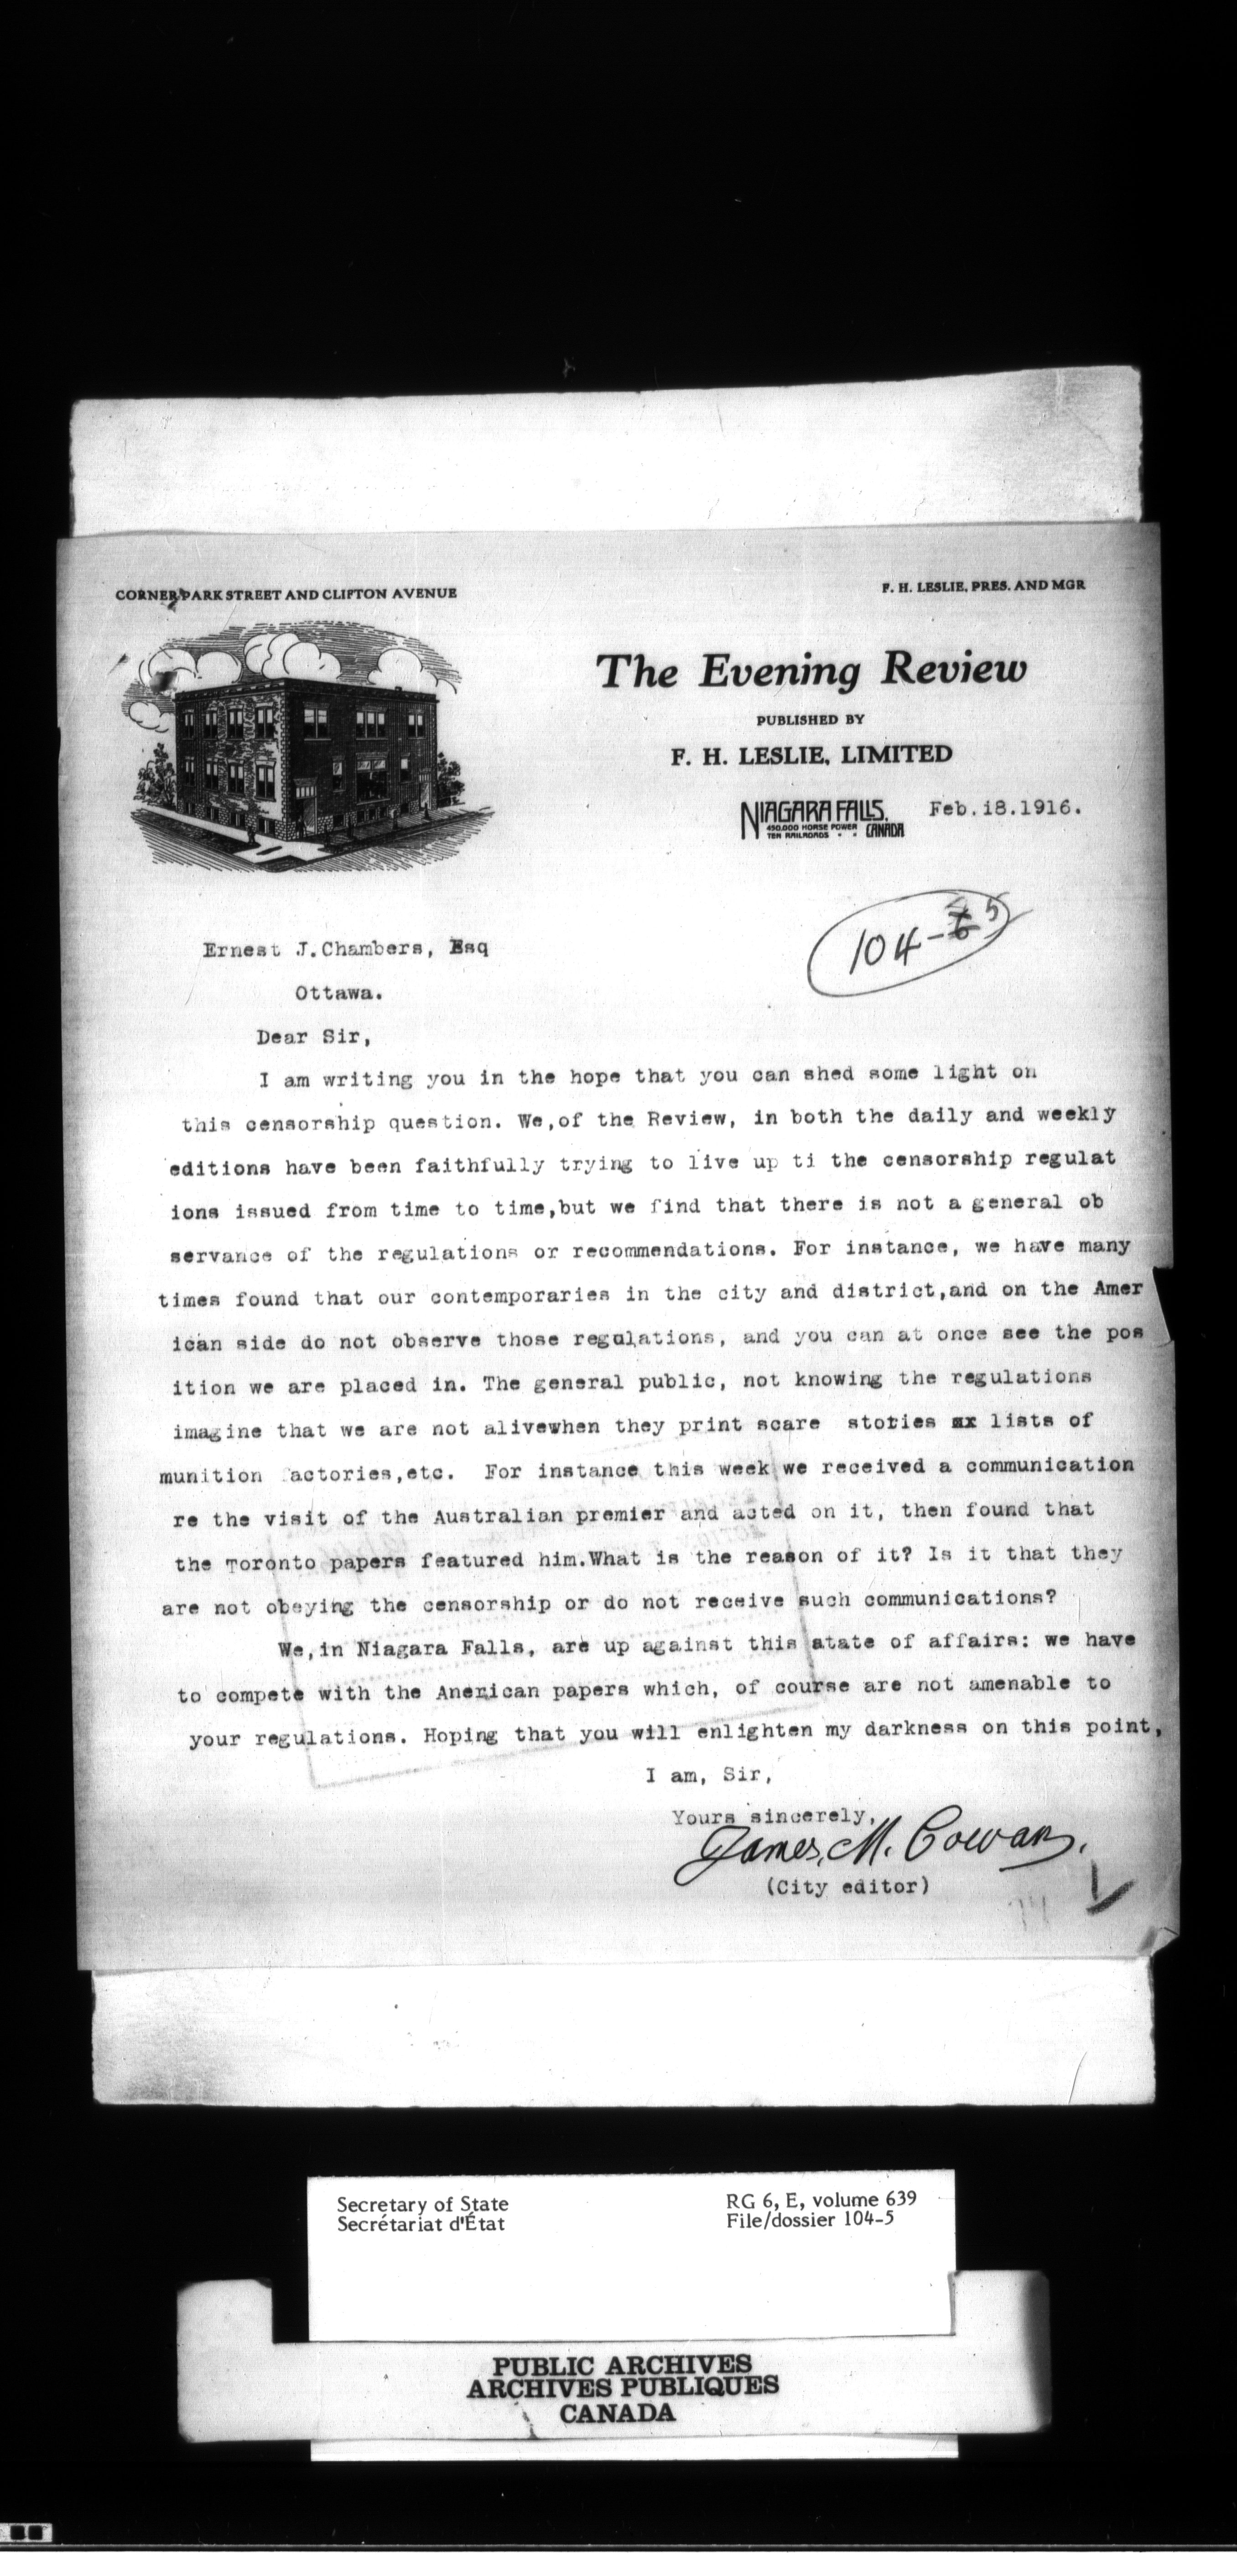 CORNER PARK STREET AND CLIFTON AVENUE
F. H. LESLIE, PRES. AND MGR
The Evening Review
PUBLISHED BY
F. H. LESLIE, LIMITED
NIAGARA FALLS,
450,000 HORSE POWER
TEN RAILROADS
CANADA
Feb.i8.1916.
104-5
Ernest J.Chambers, Esq
Ottawa.
Dear Sir,
I am writing you in the hope that you can shed some light on
this censorship question. We,of the Review, in both the daily and weekly
editions have been faithfully trying to live up ti the censorship regulat
ions issued from time to time,but we find that there is not a general ob
servance of the regulations or recommendations. For instance, we have many
times found that our contemporaries in the city and district,and on the Amer
ican side do not observe those regulations, and you can at once see the pos
ition we are placed in. The general public, not knowing the regulations
imagine that we are not alivewhen they print scare stories lists of
munition actories,etc. For instance this week we received a communication
re the visit of the Australian premier and acted on it, then found that
the Toronto papers featured him.What is the reason of it? Is it that they
are not obeying the censorship or do not receive such communications?
We,in Niagara Falls, are up against this atate of affairs: we have
to compete with the Anerican papers which, of course are not amenable to
your regulations. Hoping that you will enlighten my darkness on this point,
I am, Sir,
Yours sincerely,
James M. Cowan.
(City editor)
Secretary of State
Secrétariat d'État
RG 6, E, volume 639
File/dossier 104-5
PUBLIC ARCHIVES
ARCHIVES PUBLIQUES
CANADA